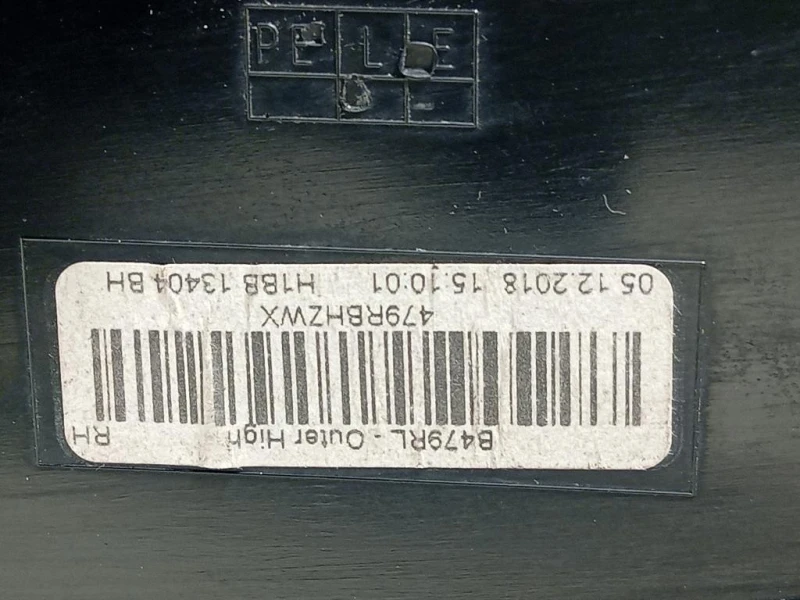 PE L E
B479RL - Outer High RH
479RBHZWX
05.12.2018 15:10:01 H1BB 13404 BH